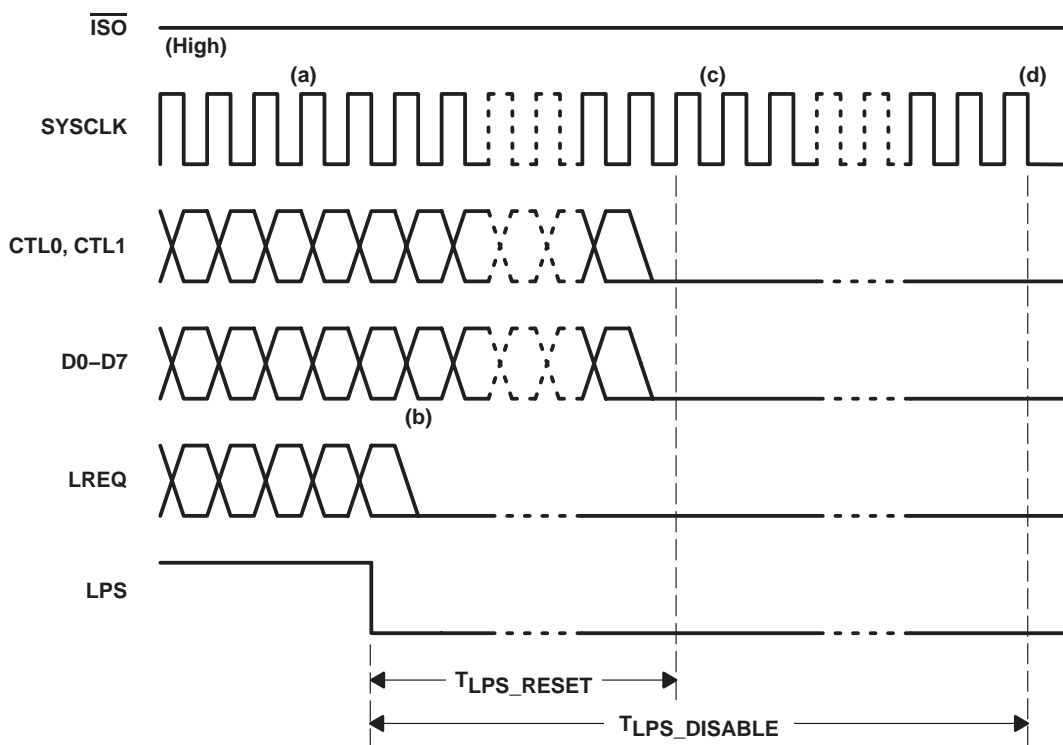 ISO
(High)
(a) (c) (d)
SYSCLK
CTL0, CTL1
D0–D7
(b)
LREQ
LPS
TLPS_RESET
TLPS_DISABLE